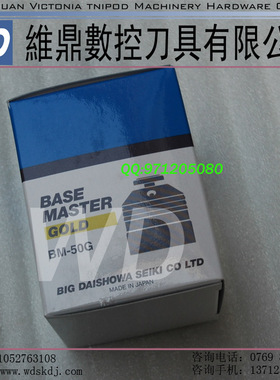 UAN VICTONIA TNIPOD MACHINERY HARDWARE C
維鼎數控刀具有
QQ:971205080
BASE
MASTER
GOLD
BM-50G
WD
BIG DAISHOWA SEIKI CO LTD
MADE IN JAPAN
1052763108
咨询电话:0769
www.wdskdj.com
咨询手机:13712